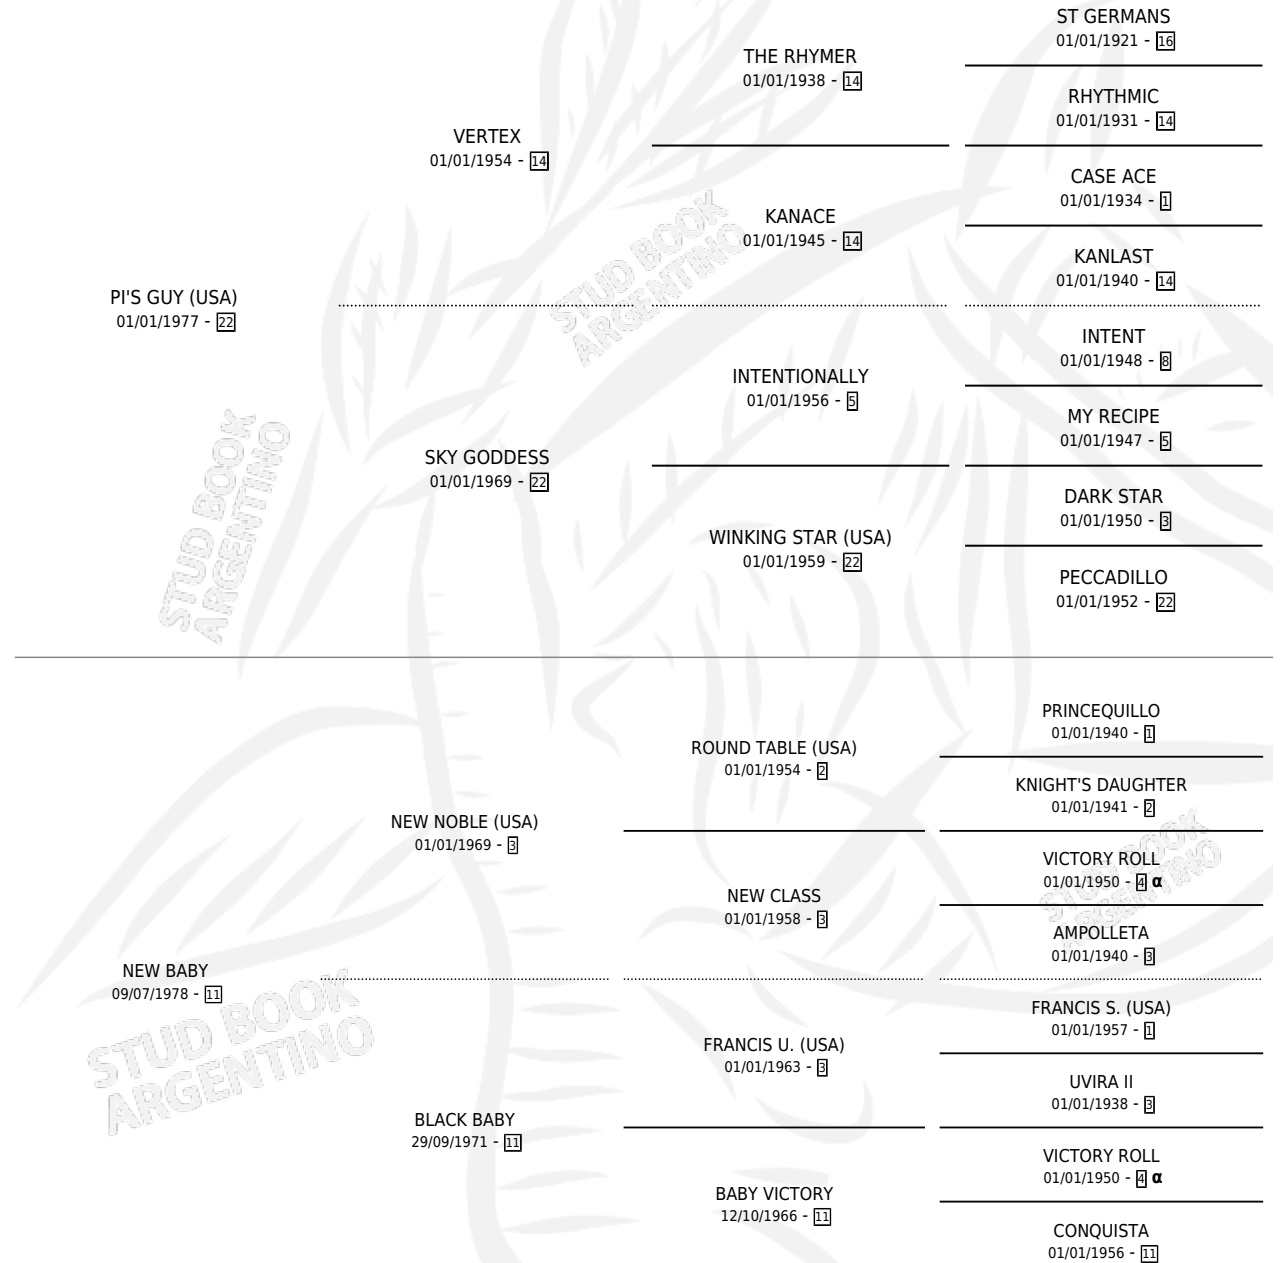 ST GERMANS
01/01/1921 - 16
THE RHYMER
01/01/1938 - 14
RHYTHMIC
01/01/1931 - 14
VERTEX
01/01/1954 - 14
CASE ACE
01/01/1934 - 1
KANACE
01/01/1945 - 14
KANLAST
01/01/1940 - 14
PI'S GUY (USA)
01/01/1977 - 22
INTENT
01/01/1948 - 8
INTENTIONALLY
01/01/1956 - 5
MY RECIPE
01/01/1947 - 5
SKY GODDESS
01/01/1969 - 22
DARK STAR
01/01/1950 - 3
WINKING STAR (USA)
01/01/1959 - 22
PECCADILLO
01/01/1952 - 22
PRINCEQUILLO
01/01/1940 - 1
ROUND TABLE (USA)
01/01/1954 - 2
KNIGHT'S DAUGHTER
01/01/1941 - 2
NEW NOBLE (USA)
01/01/1969 - 3
VICTORY ROLL
01/01/1950 - 4 α
NEW CLASS
01/01/1958 - 3
AMPOLLETA
01/01/1940 - 3
NEW BABY
09/07/1978 - 11
FRANCIS S. (USA)
01/01/1957 - 1
FRANCIS U. (USA)
01/01/1963 - 3
UVIRA II
01/01/1938 - 3
BLACK BABY
29/09/1971 - 11
VICTORY ROLL
01/01/1950 - 4 α
BABY VICTORY
12/10/1966 - 11
CONQUISTA
01/01/1956 - 11
STUD BOOK
ARGENTINO
STUD BOOK
ARGENTINO
STUD BOOK
ARGENTINO
STUD BOOK
ARGENTINO